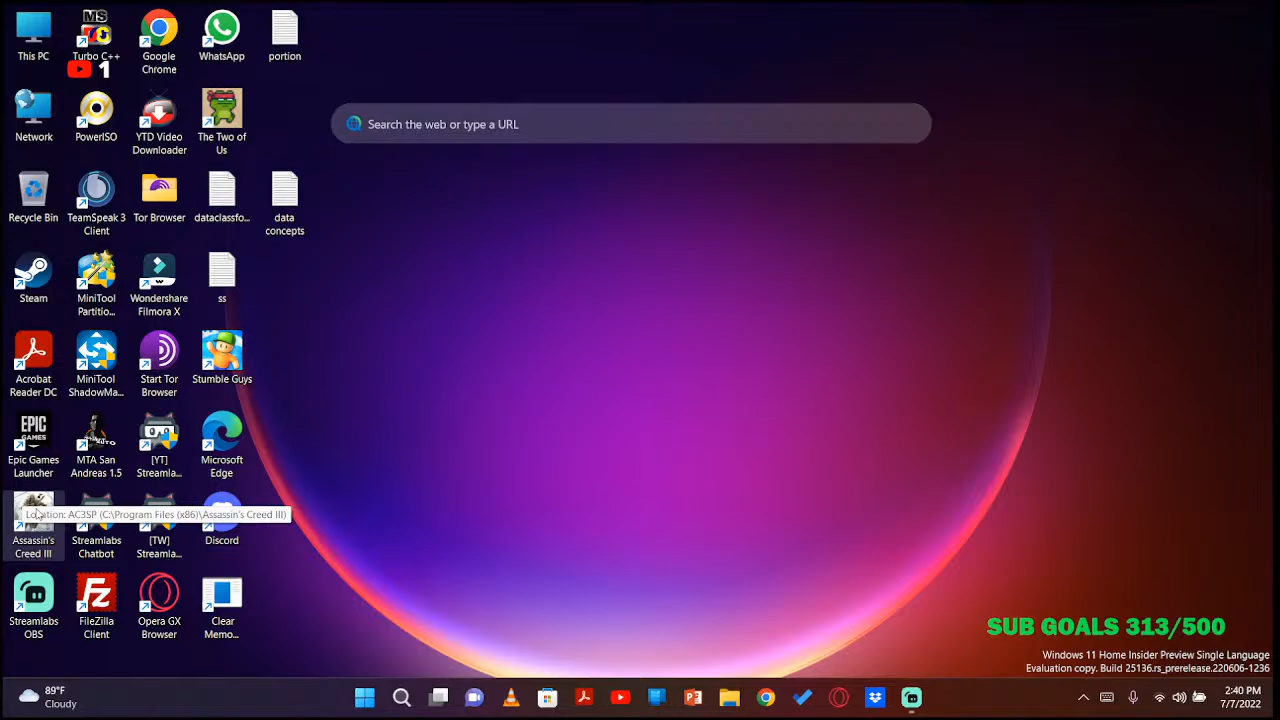 This PC
Turbo C++
Google
Chrome
WhatsApp
portion
1
Network
PowerISO
YTD Video
Downloader
The Two of
Us
Search the web or type a URL
Recycle Bin
TeamSpeak 3
Client
Tor Browser
dataclassfo...
data
concepts
Steam
MiniTool
Partitio...
Wondershare
Filmora X
ss
Acrobat
Reader DC
MiniTool
ShadowMa...
Start Tor
Browser
Stumble Guys
EPIC
GAMES
Epic Games
Launcher
MTA San
Andreas 1.5
[YT]
Streamla...
Microsoft
Edge
Location: AC3SP (C:\Program Files (x86)\Assassin's Creed III)
Assassin's
Creed III
Streamlabs
Chatbot
[TW]
Streamla...
Discord
Streamlabs
OBS
FileZilla
Client
Opera GX
Browser
Clear
Memo...
SUB GOALS 313/500
Windows 11 Home Insider Preview Single Language
Evaluation copy. Build 25136.rs_prerelease.220606-1236
89°F
Cloudy
2:40 PM
7/7/2022